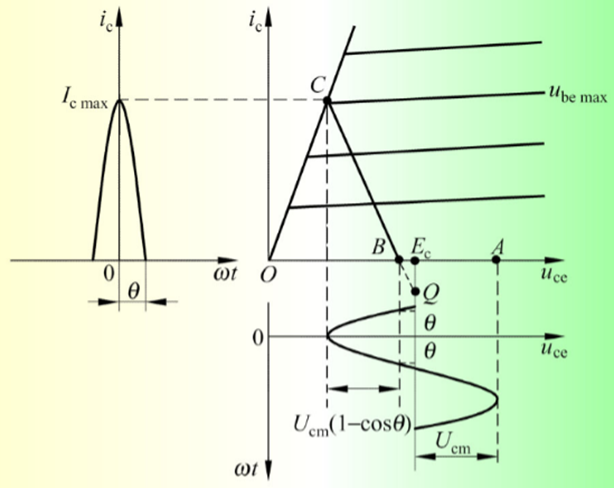 i_c
i_c
C
I_c max
u_be max
B
E_c
A
0
ωt
O
u_ce
θ
Q
θ
0
θ
u_ce
U_cm(1−cosθ)
U_cm
ωt